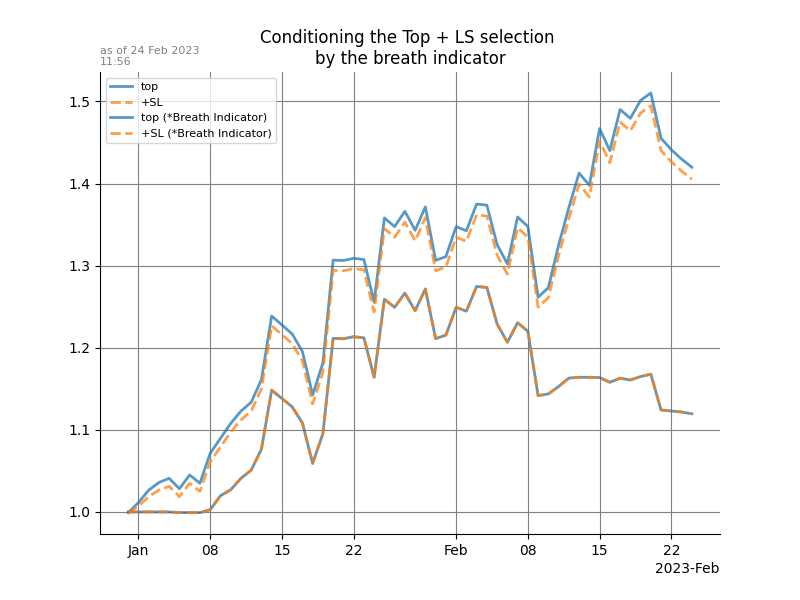 Conditioning the Top + LS selection
by the breath indicator
as of 24 Feb 2023
11:56
top
+SL
top (*Breath Indicator)
+SL (*Breath Indicator)
1.5
1.4
1.3
1.2
1.1
1.0
Jan 08 15 22 Feb 08 15 22
2023-Feb